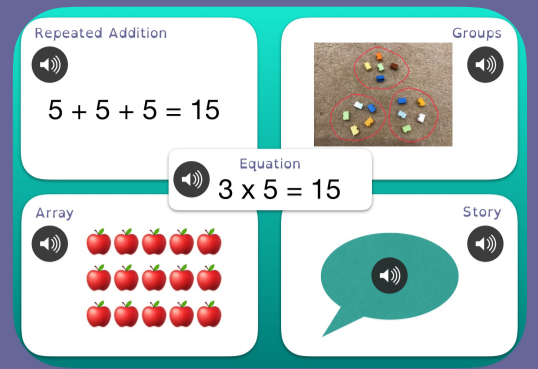 Repeated Addition
5 + 5 + 5 = 15
Groups
Equation
3 x 5 = 15
Array
Story